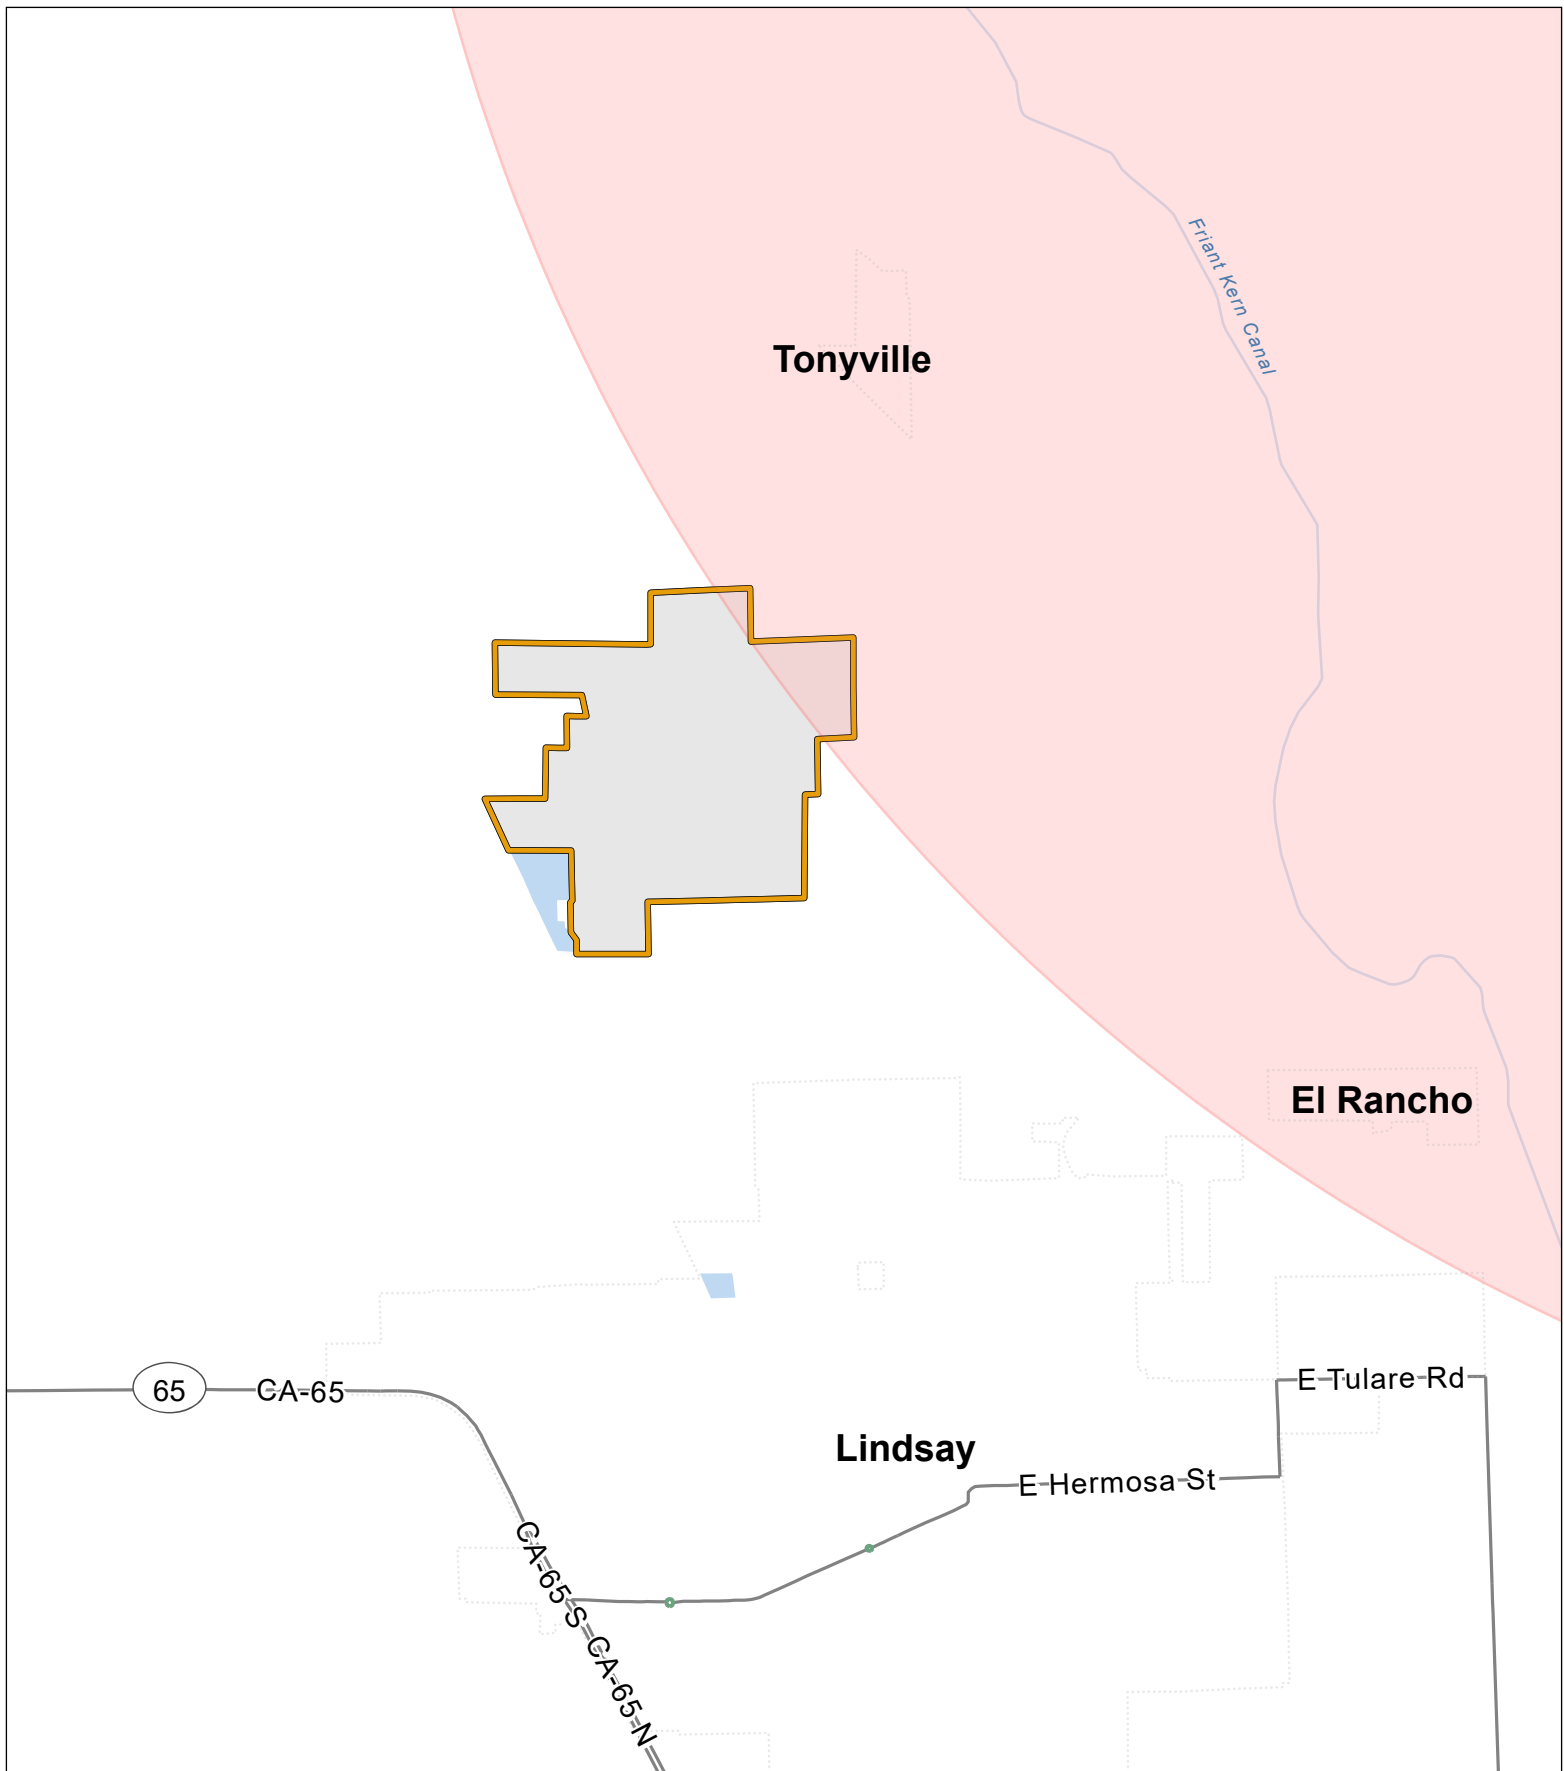 Friant Kern Canal
Tonyville
El Rancho
65
CA-65
E Tulare Rd
Lindsay
E Hermosa St
CA-65 S
CA-65 N